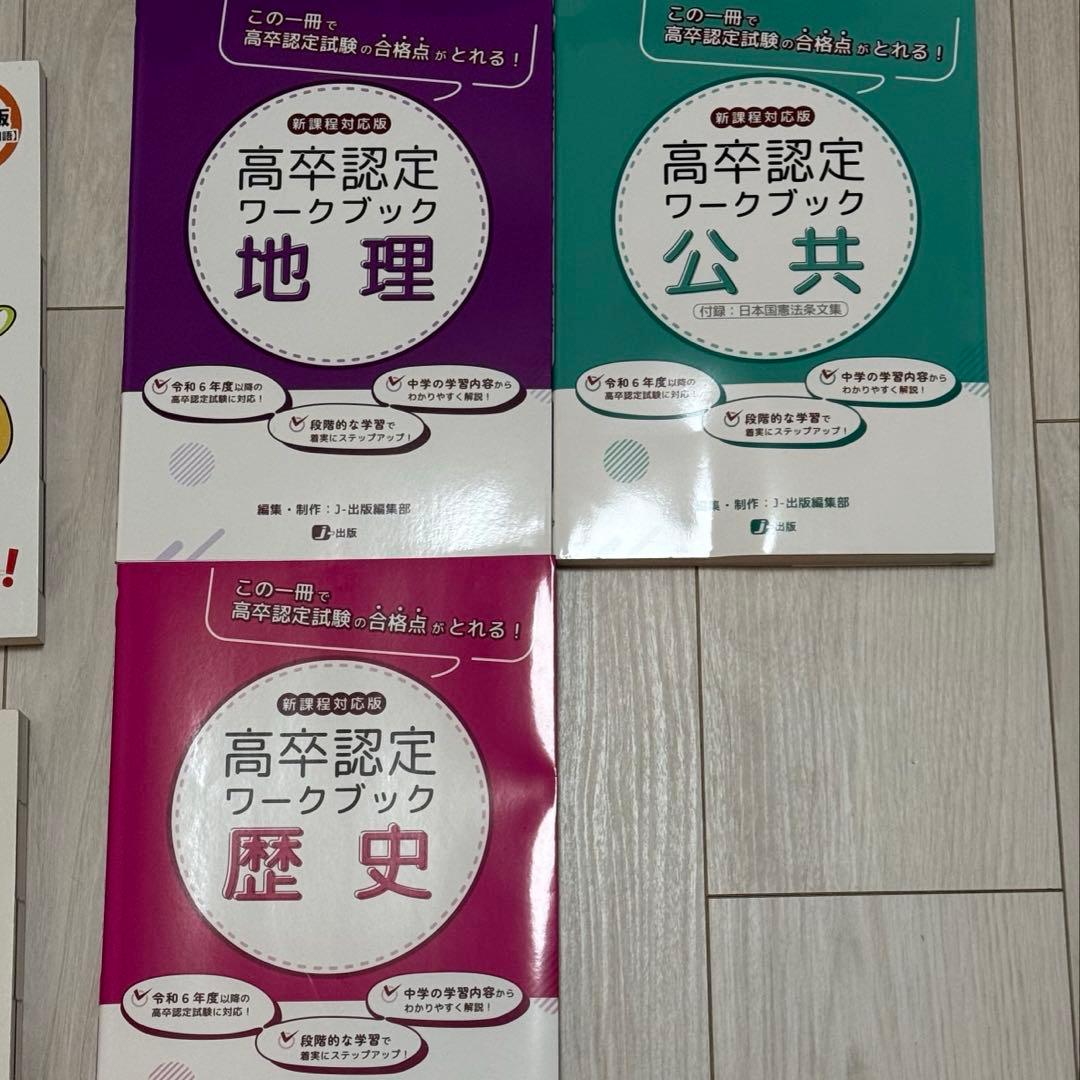 版
語】
!
この一冊で
高卒認定試験の合格点がとれる！
新課程対応版
高卒認定
ワークブック
地理
令和6年度以降の
高卒認定試験に対応！
中学の学習内容から
わかりやすく解説！
段階的な学習で
着実にステップアップ！
編集・制作：J-出版編集部
J-出版
この一冊で
高卒認定試験の合格点がとれる！
新課程対応版
高卒認定
ワークブック
公共
付録：日本国憲法条文集
令和6年度以降の
高卒認定試験に対応！
中学の学習内容から
わかりやすく解説！
段階的な学習で
着実にステップアップ！
編集・制作：J-出版編集部
J-出版
この一冊で
高卒認定試験の合格点がとれる！
新課程対応版
高卒認定
ワークブック
歴史
令和6年度以降の
高卒認定試験に対応！
中学の学習内容から
わかりやすく解説！
段階的な学習で
着実にステップアップ！